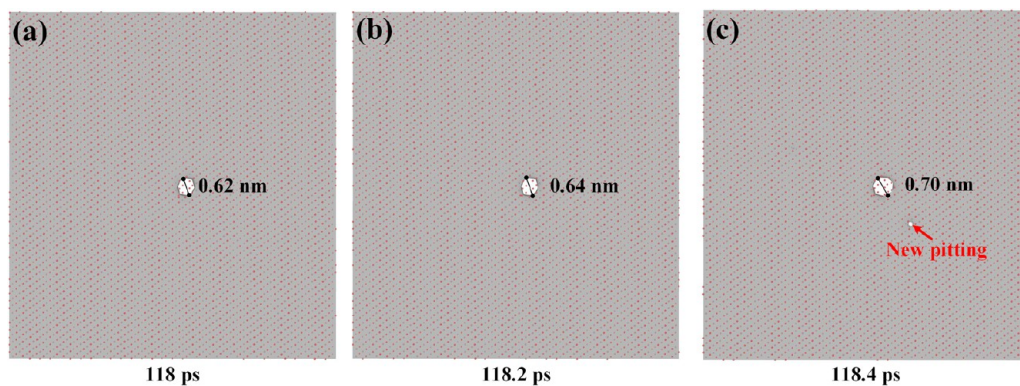 (a)
(b)
(c)
0.62 nm
0.64 nm
0.70 nm
New pitting
118 ps
118.2 ps
118.4 ps